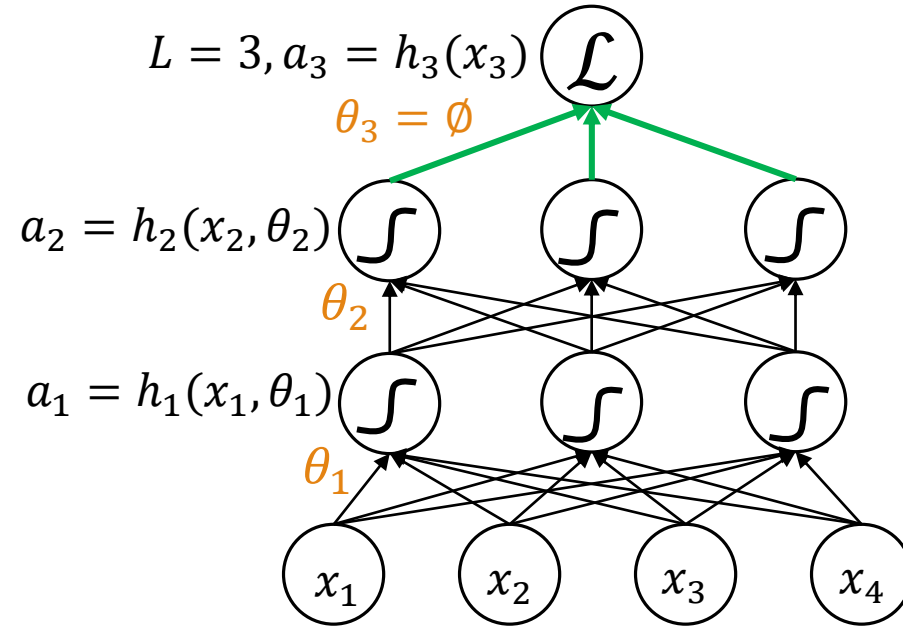 L = 3, a₃ = h₃(x₃) ℒ
θ₃ = ∅
a₂ = h₂(x₂, θ₂)
θ₂
a₁ = h₁(x₁, θ₁)
θ₁
x₁ x₂ x₃ x₄